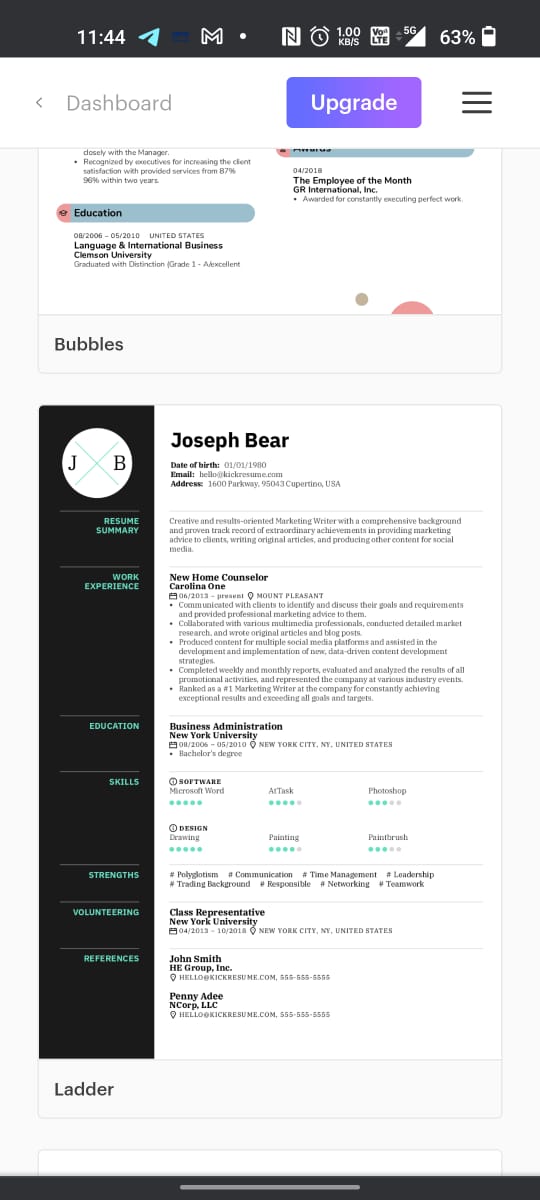 11:44
1.00
KB/S
Vo))
LTE
5G
63%
Dashboard
Upgrade
closely with the Manager.
• Recognized by executives for increasing the client
satisfaction with provided services from 87%
96% within two years.
Education
08/2006 – 05/2010 UNITED STATES
Language & International Business
Clemson University
Graduated with Distinction (Grade 1 - A/excellent
Awards
04/2018
The Employee of the Month
GR International, Inc.
• Awarded for constantly executing perfect work.
Bubbles
J B
Joseph Bear
Date of birth: 01/01/1980
Email: hello@kickresume.com
Address: 1600 Parkway, 95043 Cupertino, USA
RESUME
SUMMARY
Creative and results-oriented Marketing Writer with a comprehensive background
and proven track record of extraordinary achievements in providing marketing
advice to clients, writing original articles, and producing other content for social
media.
WORK
EXPERIENCE
New Home Counselor
Carolina One
06/2013 – present MOUNT PLEASANT
• Communicated with clients to identify and discuss their goals and requirements
and provided professional marketing advice to them.
• Collaborated with various multimedia professionals, conducted detailed market
research, and wrote original articles and blog posts.
• Produced content for multiple social media platforms and assisted in the
development and implementation of new, data-driven content development
strategies.
• Completed weekly and monthly reports, evaluated and analyzed the results of all
promotional activities, and represented the company at various industry events.
• Ranked as a #1 Marketing Writer at the company for constantly achieving
exceptional results and exceeding all goals and targets.
EDUCATION
Business Administration
New York University
08/2006 – 05/2010 NEW YORK CITY, NY, UNITED STATES
• Bachelor's degree
SKILLS
SOFTWARE
Microsoft Word AtTask Photoshop
DESIGN
Drawing Painting Paintbrush
STRENGTHS
# Polyglotism # Communication # Time Management # Leadership
# Trading Background # Responsible # Networking # Teamwork
VOLUNTEERING
Class Representative
New York University
04/2013 – 10/2018 NEW YORK CITY, NY, UNITED STATES
REFERENCES
John Smith
HE Group, Inc.
HELLO@KICKRESUME.COM, 555-555-5555
Penny Adee
NCorp, LLC
HELLO@KICKRESUME.COM, 555-555-5555
Ladder